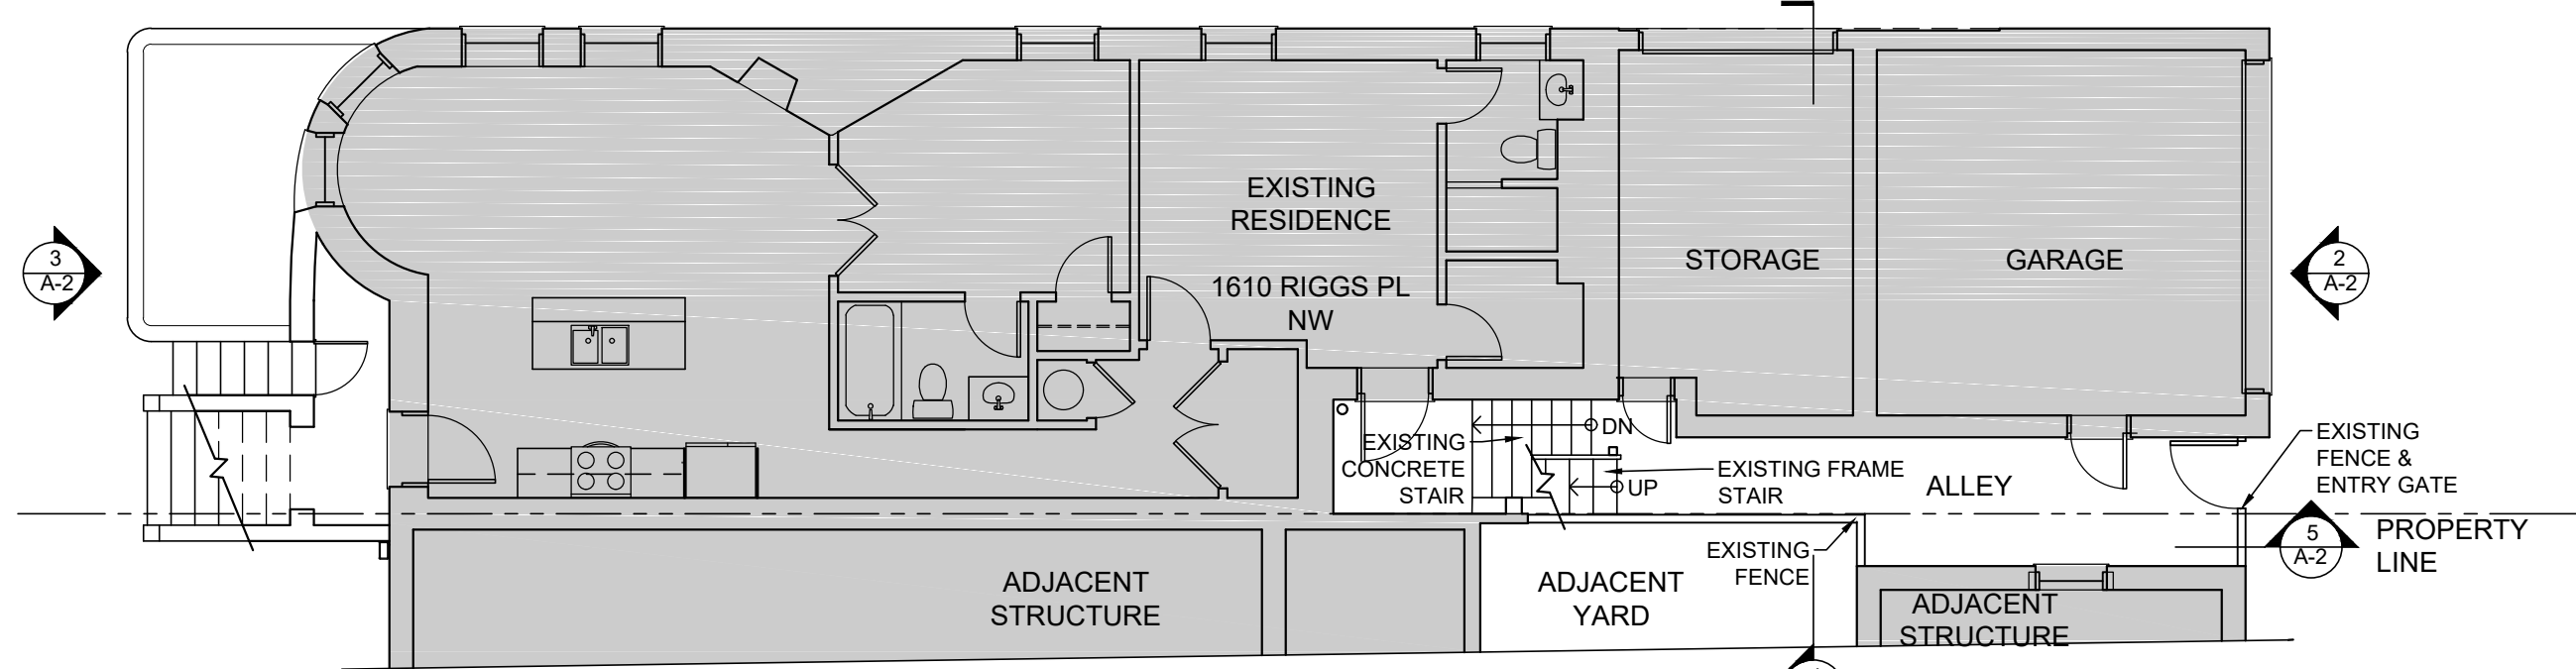 EXISTING
RESIDENCE
1610 RIGGS PL
NW
STORAGE
GARAGE
3
A-2
2
A-2
DN
EXISTING
CONCRETE
STAIR
UP
EXISTING FRAME
STAIR
ALLEY
EXISTING
FENCE &
ENTRY GATE
5
A-2
PROPERTY
LINE
EXISTING
FENCE
ADJACENT
STRUCTURE
ADJACENT
YARD
ADJACENT
STRUCTURE